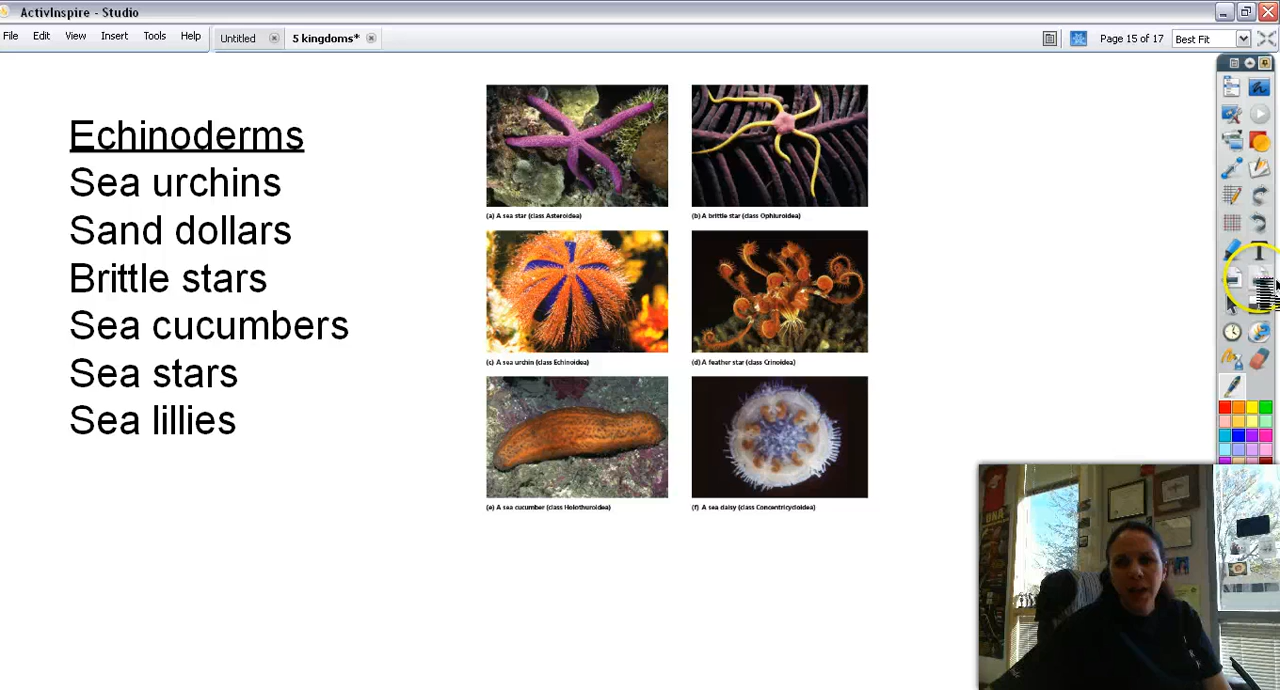 ActivInspire - Studio
File Edit View Insert Tools Help
Untitled 5 kingdoms* Page 15 of 17 Best Fit
Echinoderms
Sea urchins
Sand dollars
Brittle stars
Sea cucumbers
Sea stars
Sea lillies
(a) A sea star (class Asteroidea)
(b) A brittle star (class Ophiuroidea)
(c) A sea urchin (class Echinoidea)
(d) A feather star (class Crinoidea)
(e) A sea cucumber (class Holothuroidea)
(f) A sea daisy (class Concentricycloidea)